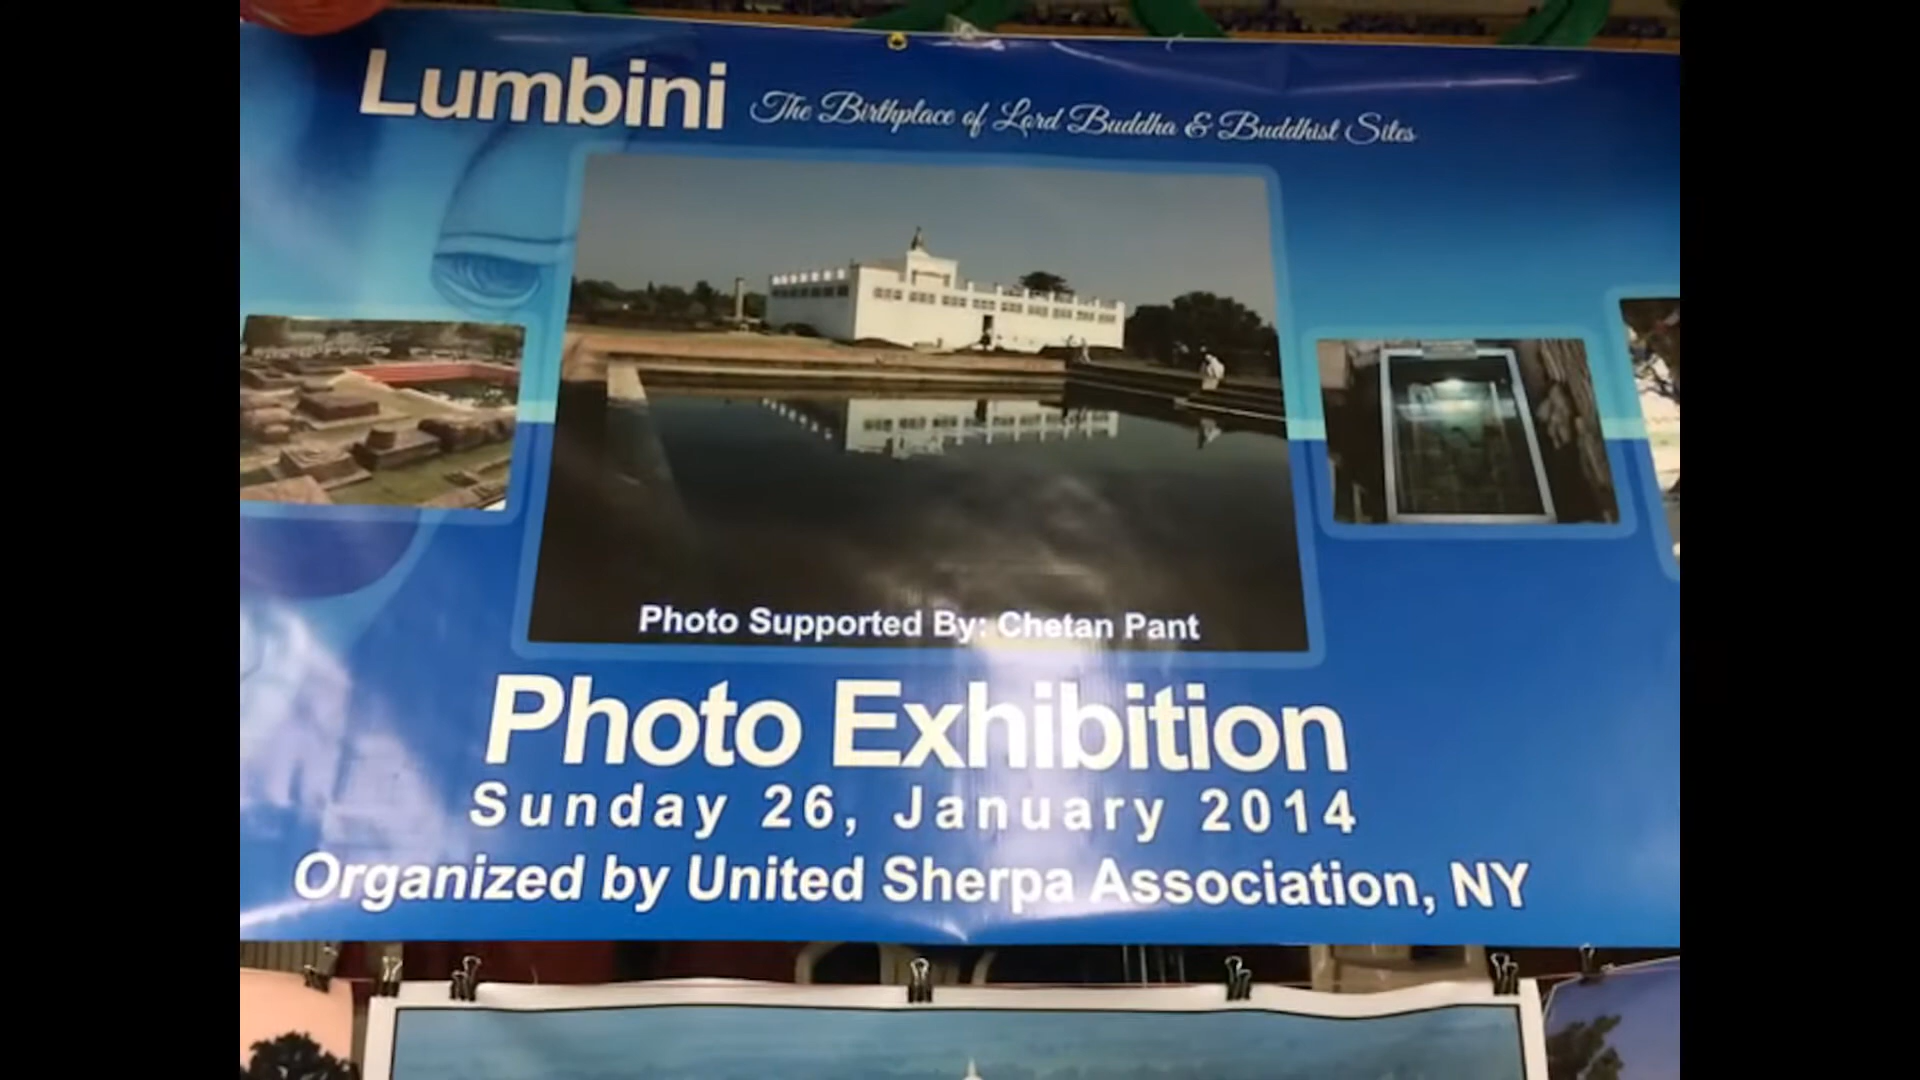 Lumbini The Birthplace of Lord Buddha & Buddhist Sites
Photo Supported By: Chetan Pant
Photo Exhibition
Sunday 26, January 2014
Organized by United Sherpa Association, NY